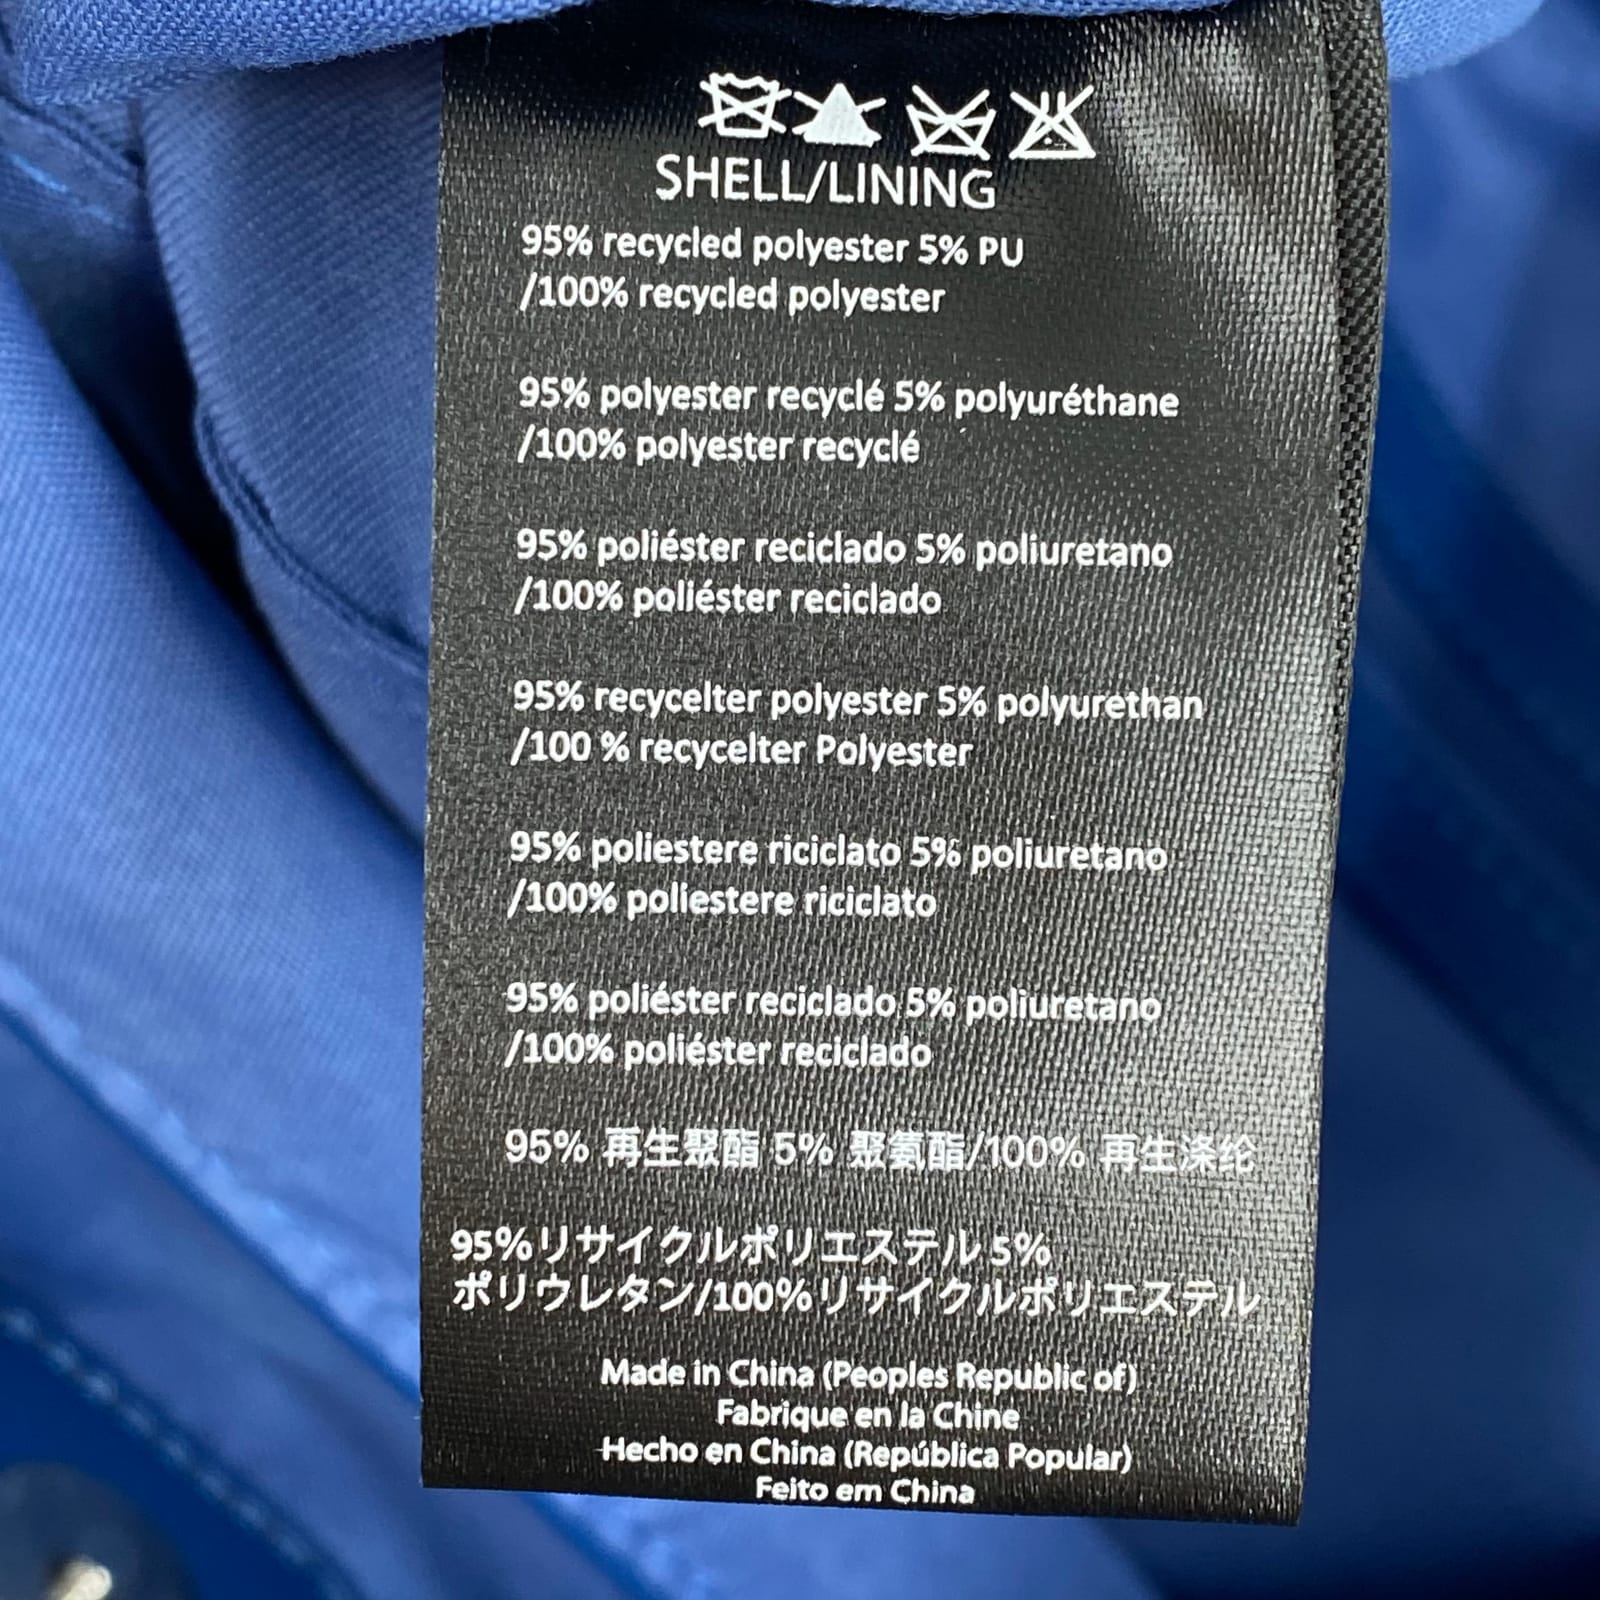 SHELL/LINING
95% recycled polyester 5% PU
/100% recycled polyester
95% polyester recyclé 5% polyuréthane
/100% polyester recyclé
95% poliéster reciclado 5% poliuretano
/100% poliéster reciclado
95% recycelter polyester 5% polyurethan
/100 % recycelter Polyester
95% poliestere riciclato 5% poliuretano
/100% poliestere riciclato
95% poliéster reciclado 5% poliuretano
/100% poliéster reciclado
95% 再生聚酯 5% 聚氨酯/100% 再生涤纶
95%リサイクルポリエステル 5%
ポリウレタン/100%リサイクルポリエステル
Made in China (Peoples Republic of)
Fabrique en la Chine
Hecho en China (República Popular)
Feito em China